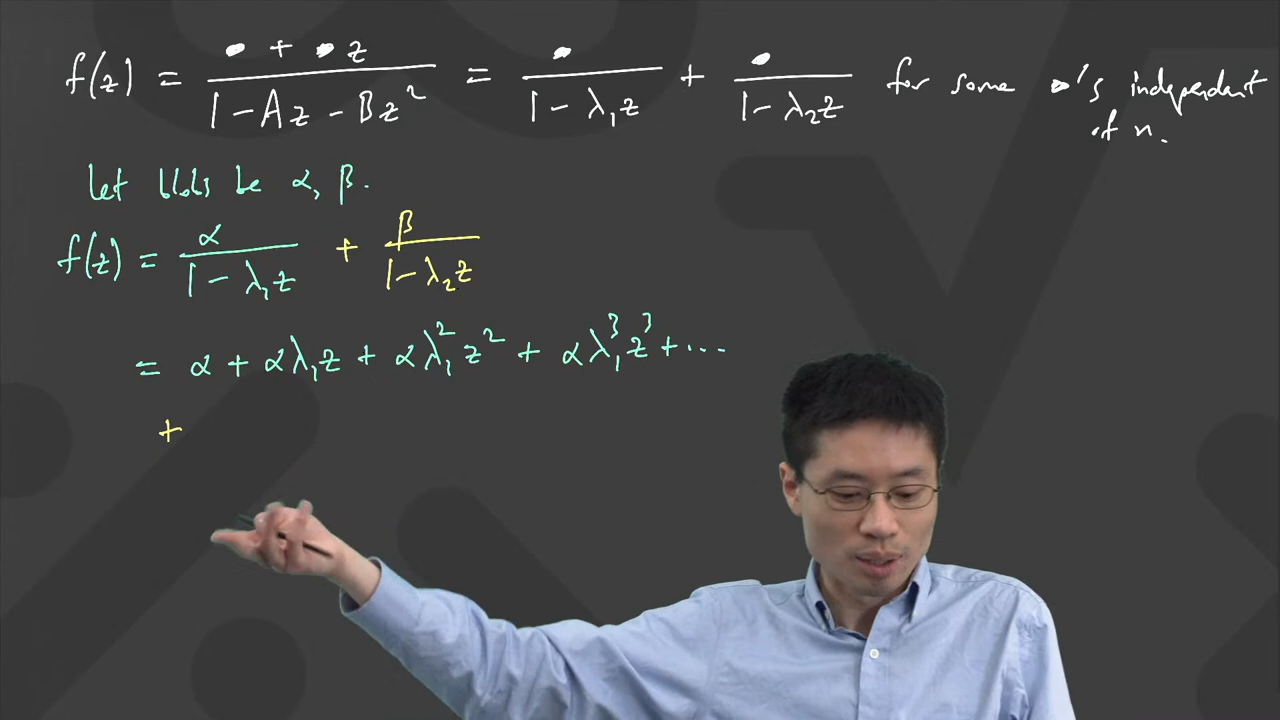 f(z) = (• + •z)/(1 - Az - Bz²) = •/(1 - λ₁z) + •/(1 - λ₂z) for some •'s independant
of n.
Let blobs be α, β.
f(z) = α/(1 - λ₁z) + β/(1 - λ₂z)
= α + αλ₁z + αλ₁²z² + αλ₁³z³ + ...
+